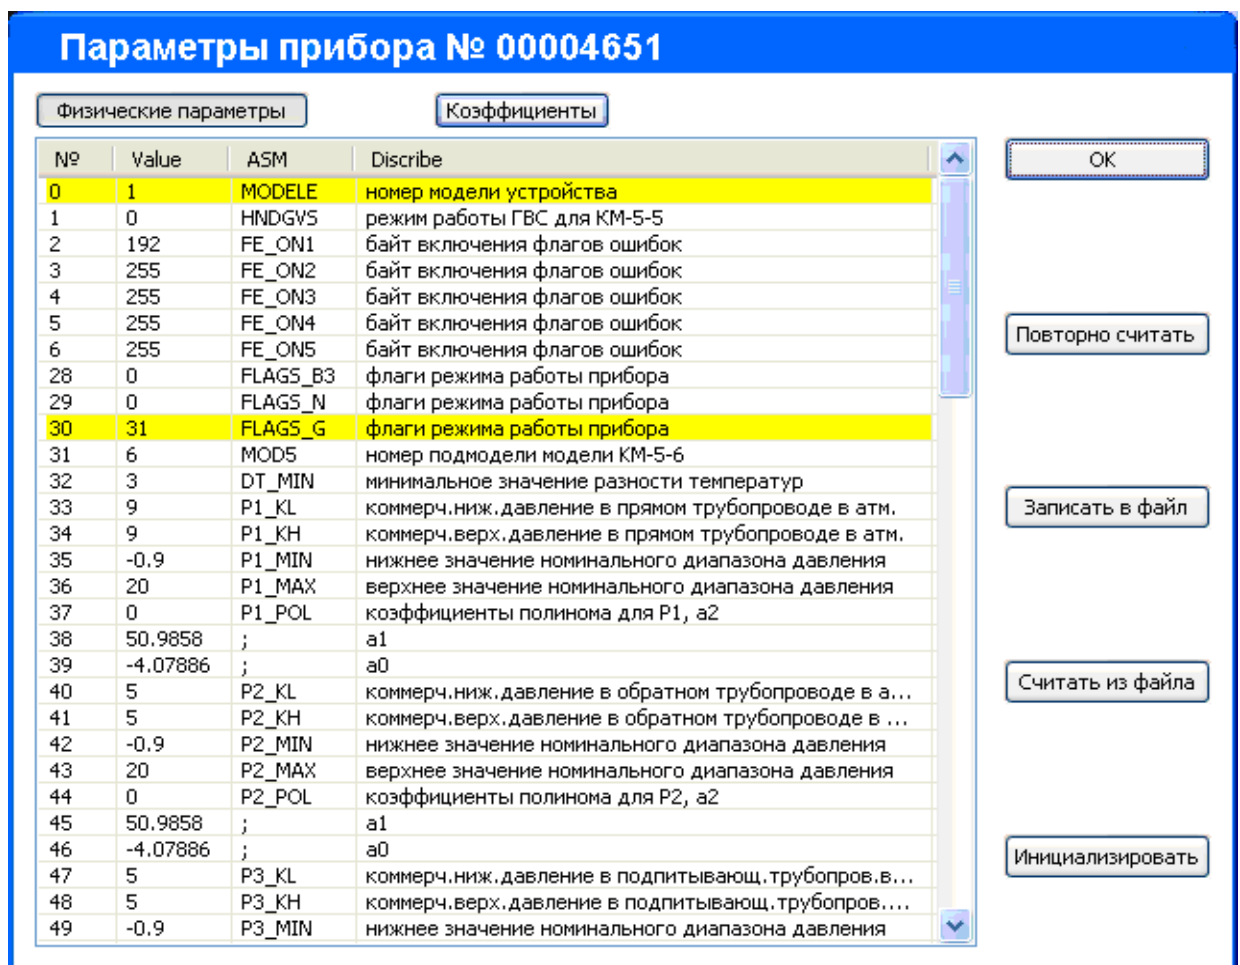 Параметры прибора № 00004651
Физические параметры Коэффициенты
№ Value ASM Discribe
0 1 MODELE номер модели устройства
1 0 HNDGVS режим работы ГВС для КМ-5-5
2 192 FE_ON1 байт включения флагов ошибок
3 255 FE_ON2 байт включения флагов ошибок
4 255 FE_ON3 байт включения флагов ошибок
5 255 FE_ON4 байт включения флагов ошибок
6 255 FE_ON5 байт включения флагов ошибок
28 0 FLAGS_B3 флаги режима работы прибора
29 0 FLAGS_N флаги режима работы прибора
30 31 FLAGS_G флаги режима работы прибора
31 6 MOD5 номер подмодели модели КМ-5-6
32 3 DT_MIN минимальное значение разности температур
33 9 P1_KL коммерч.ниж.давление в прямом трубопроводе в атм.
34 9 P1_KH коммерч.верх.давление в прямом трубопроводе в атм.
35 -0.9 P1_MIN нижнее значение номинального диапазона давления
36 20 P1_MAX верхнее значение номинального диапазона давления
37 0 P1_POL коэффициенты полинома для P1, a2
38 50.9858 ; a1
39 -4.07886 ; a0
40 5 P2_KL коммерч.ниж.давление в обратном трубопроводе в а...
41 5 P2_KH коммерч.верх.давление в обратном трубопроводе в ...
42 -0.9 P2_MIN нижнее значение номинального диапазона давления
43 20 P2_MAX верхнее значение номинального диапазона давления
44 0 P2_POL коэффициенты полинома для P2, a2
45 50.9858 ; a1
46 -4.07886 ; a0
47 5 P3_KL коммерч.ниж.давление в подпитывающ.трубопров.в...
48 5 P3_KH коммерч.верх.давление в подпитывающ.трубопров....
49 -0.9 P3_MIN нижнее значение номинального диапазона давления
OK
Повторно считать
Записать в файл
Считать из файла
Инициализировать